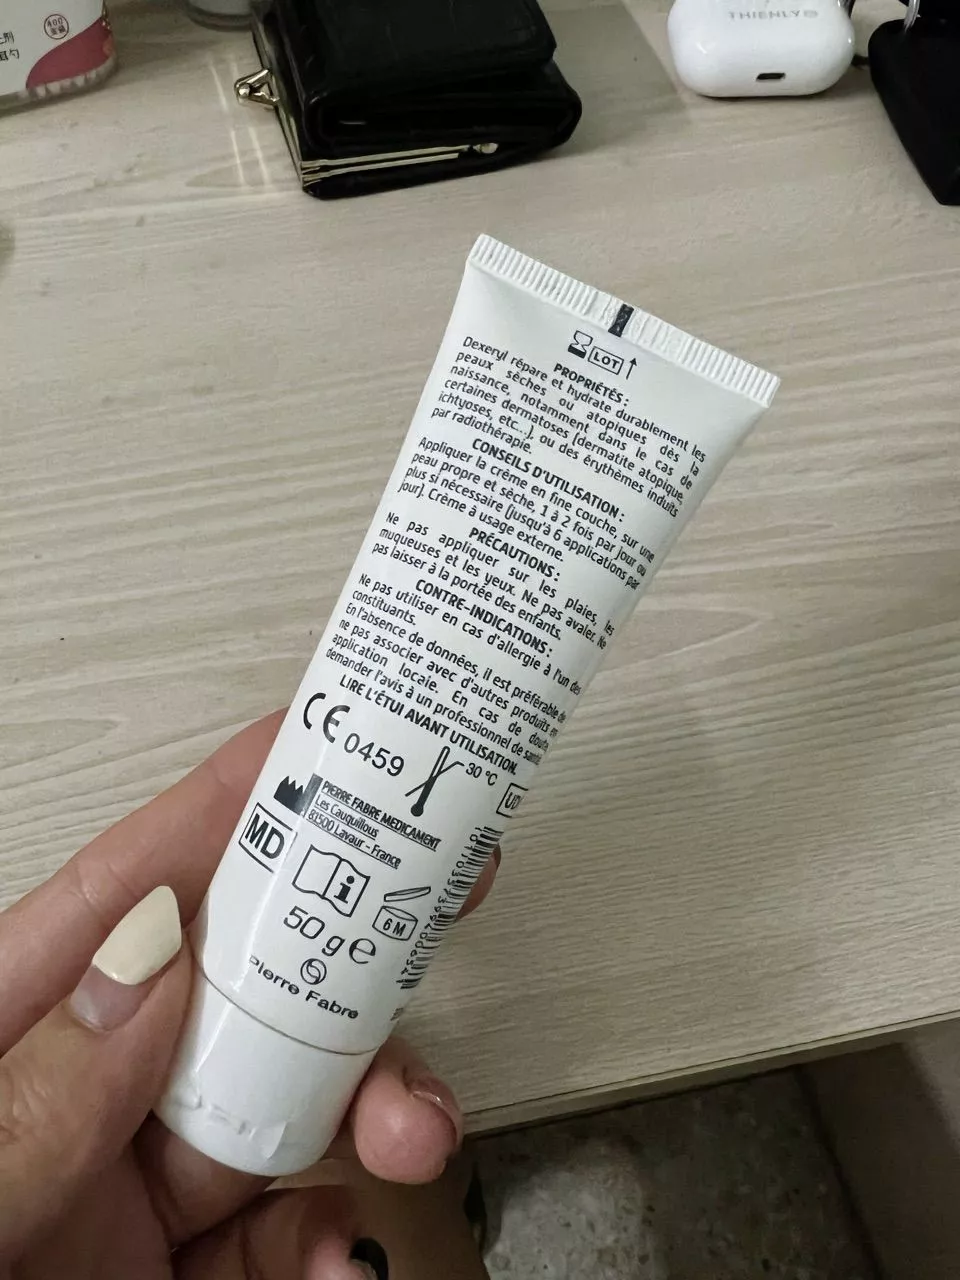 THIENLY
LOT
PROPRIÉTÉS :
Dexeryl répare et hydrate durablement les
peaux sèches ou atopiques dès la
naissance, notamment dans le cas de
certaines dermatoses (dermatite atopique,
ichtyoses, etc...), ou des érythèmes induits
par radiothérapie.
CONSEILS D'UTILISATION :
Appliquer la crème en fine couche, sur une
peau propre et sèche, 1 à 2 fois par jour ou
plus si nécessaire (jusqu'à 6 applications par
jour). Crème à usage externe.
PRÉCAUTIONS :
Ne pas appliquer sur les plaies, les
muqueuses et les yeux. Ne pas avaler. Ne
pas laisser à la portée des enfants.
CONTRE-INDICATIONS :
Ne pas utiliser en cas d'allergie à l'un des
constituants.
En l'absence de données, il est préférable de
ne pas associer avec d'autres produits en
application locale. En cas de doute,
demander l'avis à un professionnel de santé.
LIRE L'ÉTUI AVANT UTILISATION.
CE 0459
30 °C
UDI
PIERRE FABRE MEDICAMENT
Les Cauquillous
81500 Lavaur - France
MD
i
6 M
50 g e
Pierre Fabre